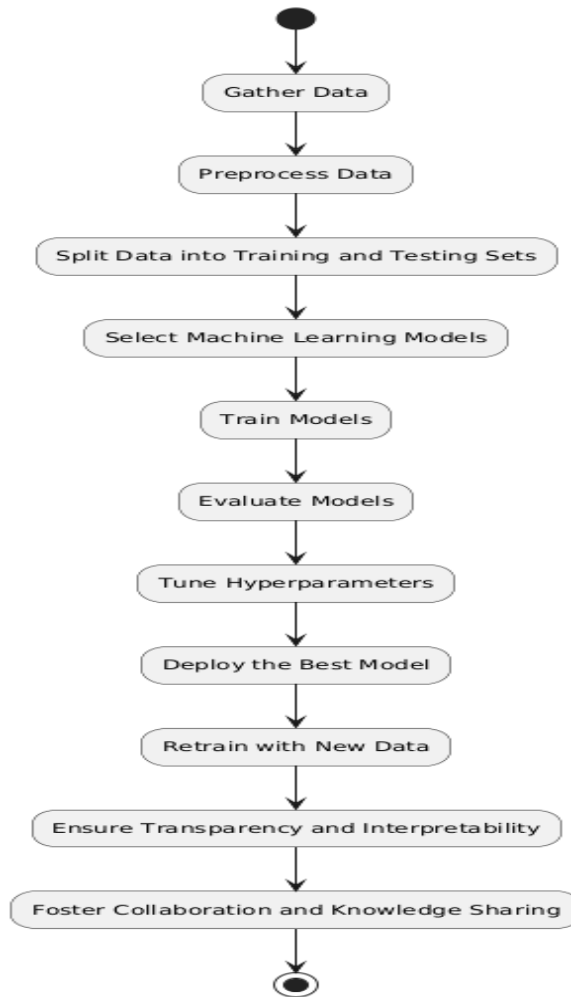 Gather Data
Preprocess Data
Split Data into Training and Testing Sets
Select Machine Learning Models
Train Models
Evaluate Models
Tune Hyperparameters
Deploy the Best Model
Retrain with New Data
Ensure Transparency and Interpretability
Foster Collaboration and Knowledge Sharing